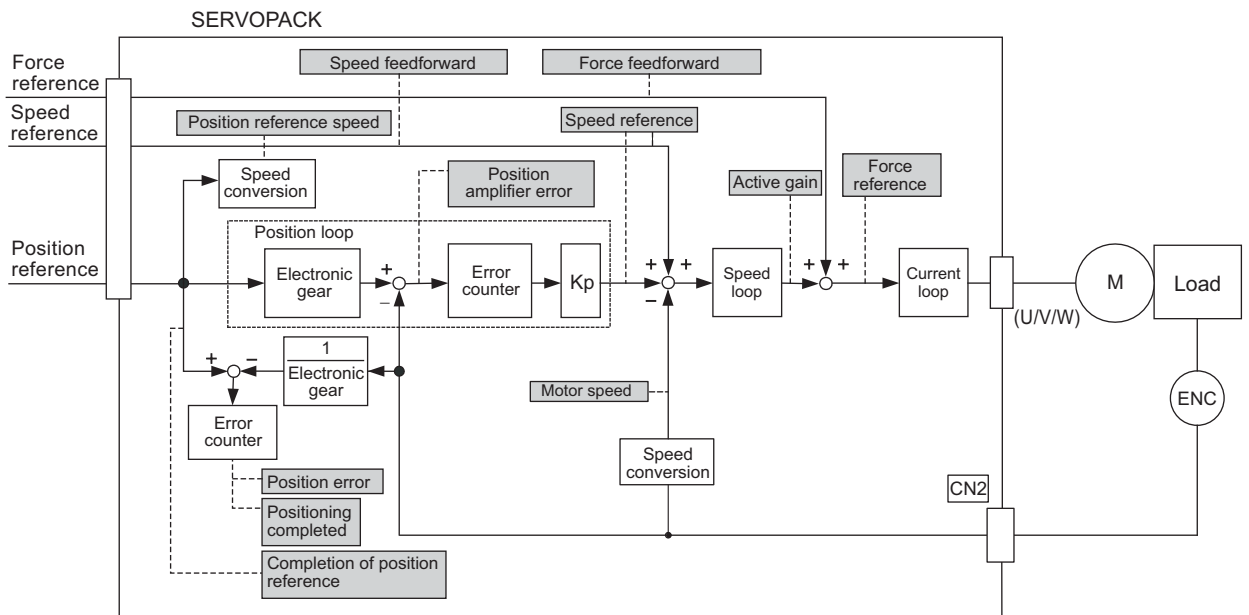 SERVOPACK
Force
reference
Speed feedforward
Force feedforward
Speed
reference
Position reference speed
Speed reference
Speed
conversion
Position
amplifier error
Active gain
Force
reference
Position
reference
Position loop
Electronic
gear
+
–
Error
counter
Kp
+
+
–
Speed
loop
+
+
Current
loop
(U/V/W)
M
Load
+
–
1
Electronic
gear
Error
counter
Motor speed
ENC
Speed
conversion
Position error
CN2
Positioning
completed
Completion of position
reference